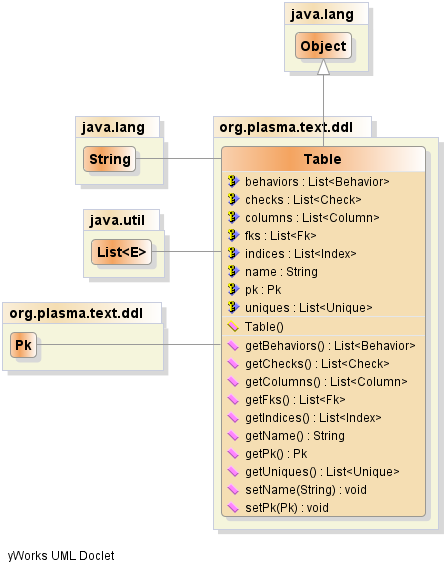 java.lang
Object
java.lang
String
java.util
List<E>
org.plasma.text.ddl
Pk
org.plasma.text.ddl
Table
behaviors : List<Behavior>
checks : List<Check>
columns : List<Column>
fks : List<Fk>
indices : List<Index>
name : String
pk : Pk
uniques : List<Unique>
Table()
getBehaviors() : List<Behavior>
getChecks() : List<Check>
getColumns() : List<Column>
getFks() : List<Fk>
getIndices() : List<Index>
getName() : String
getPk() : Pk
getUniques() : List<Unique>
setName(String) : void
setPk(Pk) : void
yWorks UML Doclet